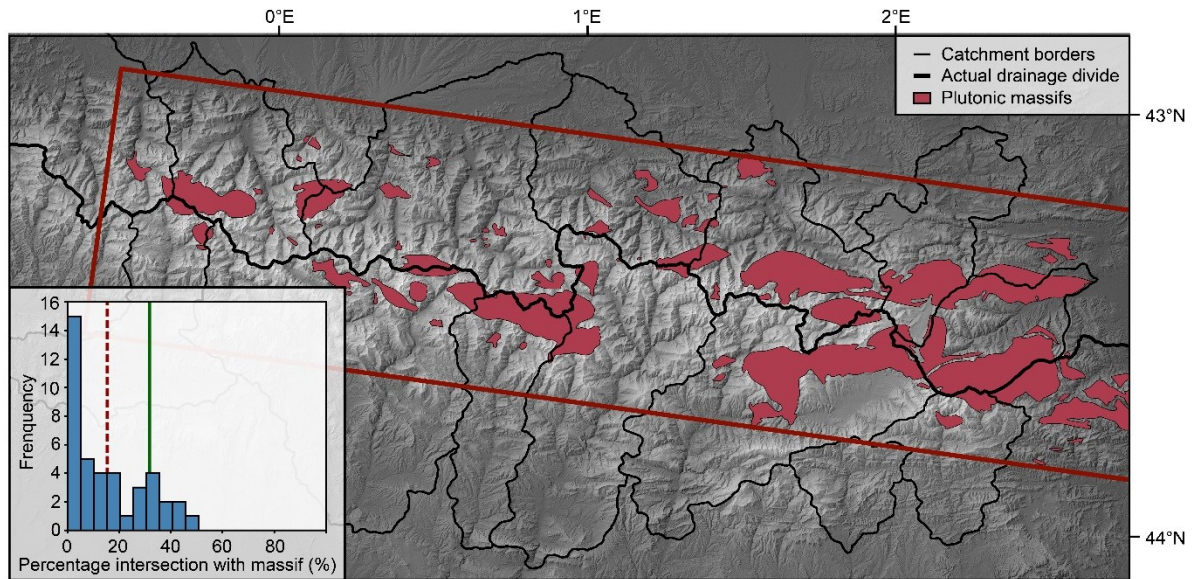 0°E 1°E 2°E
Catchment borders
Actual drainage divide
Plutonic massifs
43°N
16
14
12
10
8
6
4
2
0
Frenquency
0 20 40 60 80
Percentage intersection with massif (%)
44°N